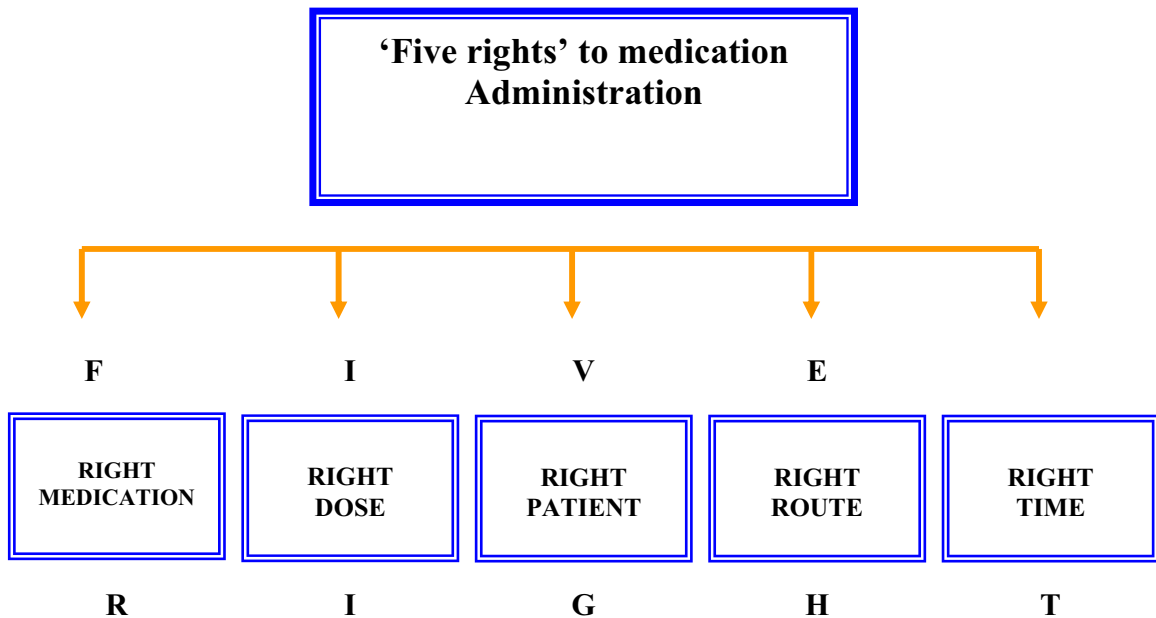 ‘Five rights’ to medication
Administration
F I V E
RIGHT
MEDICATION
RIGHT
DOSE
RIGHT
PATIENT
RIGHT
ROUTE
RIGHT
TIME
R I G H T